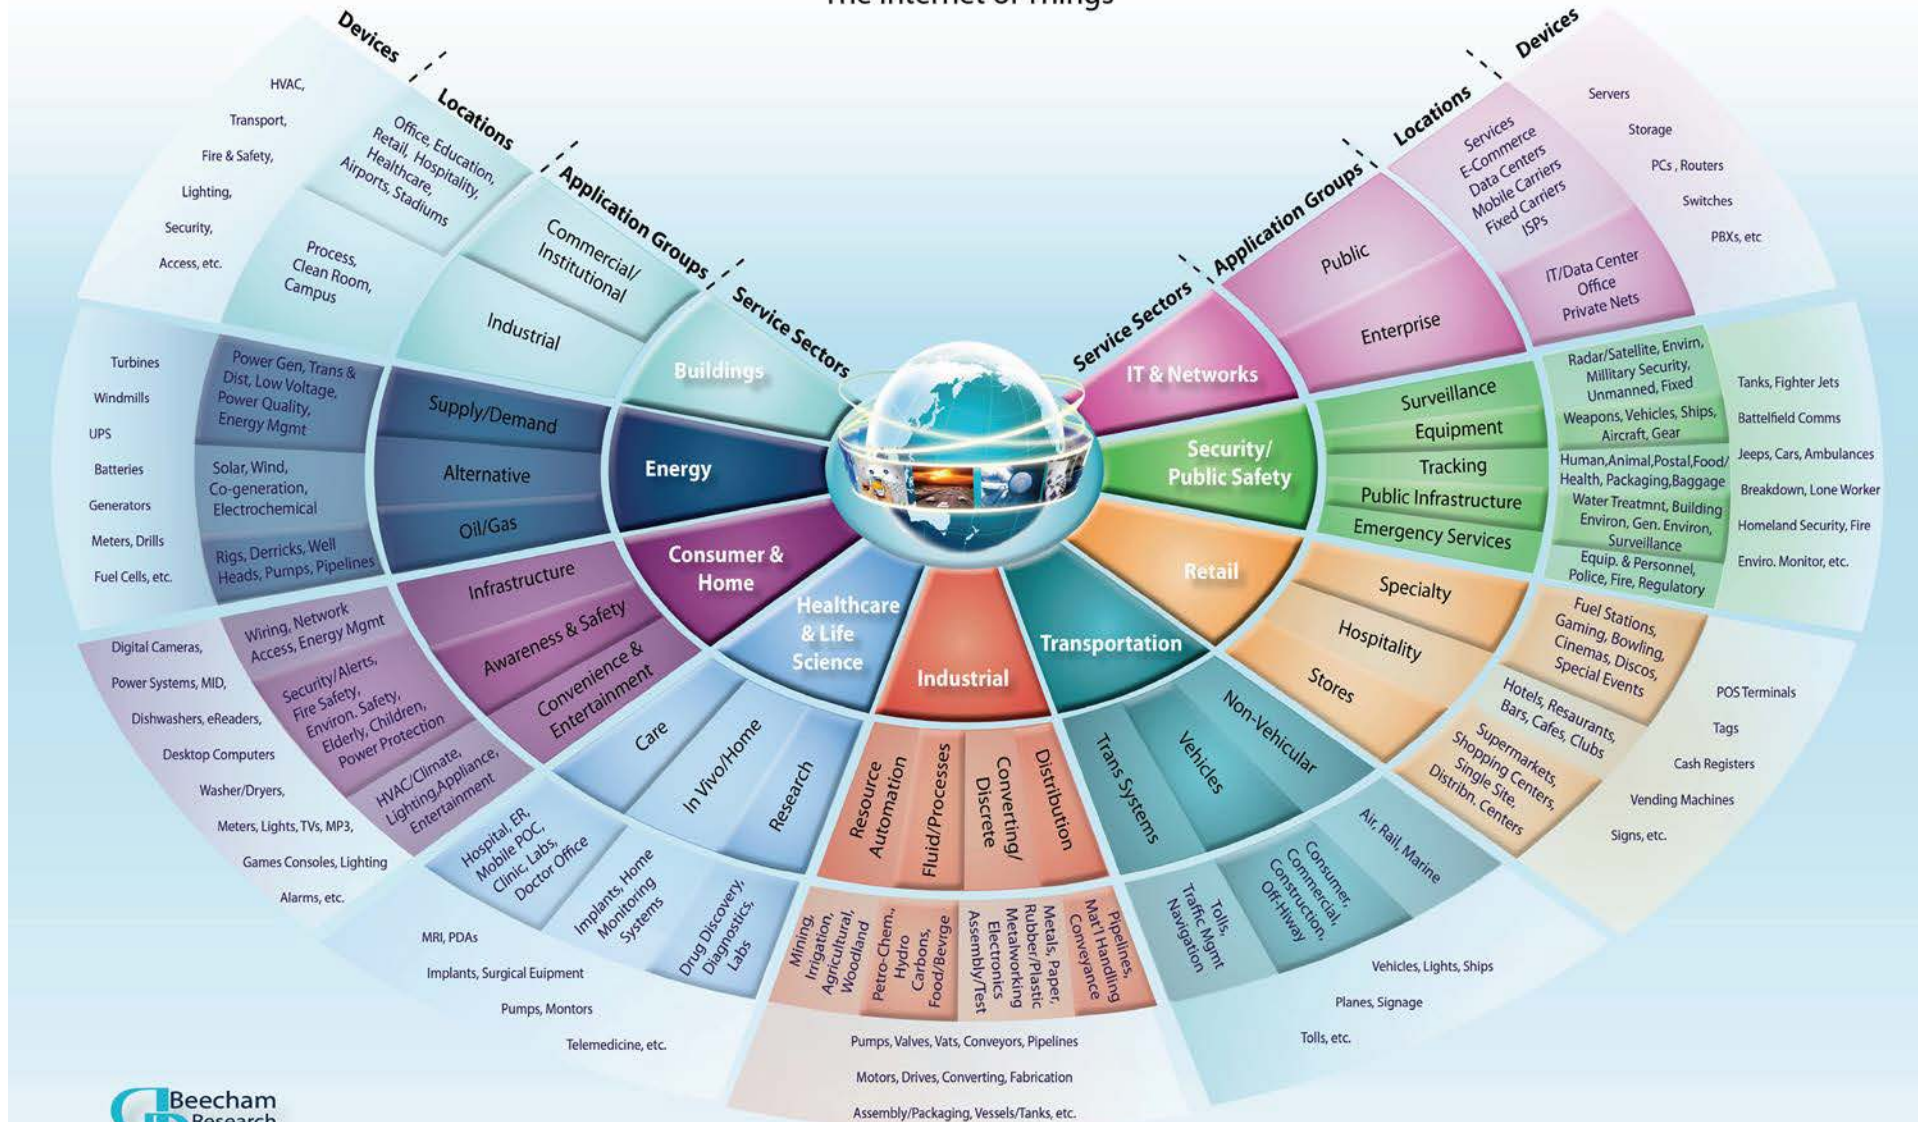 The Internet of Things
Devices
Locations
Application Groups
Service Sectors
HVAC,
Transport,
Fire & Safety,
Lighting,
Security,
Access, etc.
Office, Education,
Retail, Hospitality,
Healthcare,
Airports, Stadiums
Process,
Clean Room,
Campus
Commercial/
Institutional
Industrial
Buildings
Turbines
Windmills
UPS
Batteries
Generators
Meters, Drills
Fuel Cells, etc.
Power Gen, Trans &
Dist, Low Voltage,
Power Quality,
Energy Mgmt
Solar, Wind,
Co-generation,
Electrochemical
Rigs, Derricks, Well
Heads, Pumps, Pipelines
Supply/Demand
Alternative
Oil/Gas
Energy
Digital Cameras,
Power Systems, MID,
Dishwashers, eReaders,
Desktop Computers
Washer/Dryers,
Meters, Lights, TVs, MP3,
Games Consoles, Lighting
Alarms, etc.
Wiring, Network
Access, Energy Mgmt
Security/Alerts,
Fire Safety,
Environ. Safety,
Elderly, Children,
Power Protection
HVAC/Climate,
Lighting,Appliance,
Entertainment
Infrastructure
Awareness & Safety
Convenience &
Entertainment
Consumer &
Home
MRI, PDAs
Implants, Surgical Euipment
Pumps, Montors
Telemedicine, etc.
Hospital, ER,
Mobile POC,
Clinic, Labs,
Doctor Office
Implants, Home
Monitoring
Systems
Drug Discovery,
Diagnostics,
Labs
Care
In Vivo/Home
Research
Healthcare
& Life
Science
Industrial
Resource
Automation
Fluid/Processes
Converting/
Discrete
Distribution
Mining,
Irrigation,
Agricultural,
Woodland
Petro-Chem.,
Hydro
Carbons,
Food/Bevrge
Metals, Paper,
Rubber/Plastic
Metalworking
Electronics
Assembly/Test
Pipelines,
Mat'l Handling
Conveyance
Pumps, Valves, Vats, Conveyors, Pipelines
Motors, Drives, Converting, Fabrication
Assembly/Packaging, Vessels/Tanks, etc.
Transportation
Trans Systems
Vehicles
Non-Vehicular
Tolls,
Traffic Mgmt
Navigation
Consumer,
Commercial,
Construction,
Off-Hiway
Air, Rail, Marine
Vehicles, Lights, Ships
Planes, Signage
Tolls, etc.
Retail
Specialty
Hospitality
Stores
Fuel Stations,
Gaming, Bowling,
Cinemas, Discos,
Special Events
Hotels, Resaurants,
Bars, Cafes, Clubs
Supermarkets,
Shopping Centers,
Single Site,
Distribn. Centers
POS Terminals
Tags
Cash Registers
Vending Machines
Signs, etc.
Security/
Public Safety
Surveillance
Equipment
Tracking
Public Infrastructure
Emergency Services
Radar/Satellite, Envirn,
Millitary Security,
Unmanned, Fixed
Weapons, Vehicles, Ships,
Aircraft, Gear
Human,Animal,Postal,Food/
Health, Packaging,Baggage
Water Treatmnt, Building
Environ, Gen. Environ,
Surveillance
Equip. & Personnel,
Police, Fire, Regulatory
Tanks, Fighter Jets
Battelfield Comms
Jeeps, Cars, Ambulances
Breakdown, Lone Worker
Homeland Security, Fire
Enviro. Monitor, etc.
IT & Networks
Public
Enterprise
Services
E-Commerce
Data Centers
Mobile Carriers
Fixed Carriers
ISPs
IT/Data Center
Office
Private Nets
Servers
Storage
PCs , Routers
Switches
PBXs, etc
Service Sectors
Application Groups
Locations
Devices
Beecham
Research